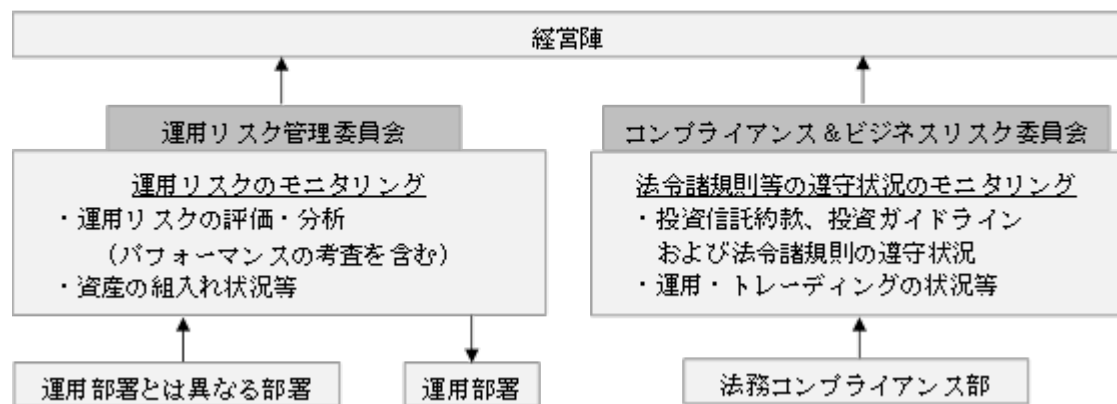 経営陣
運用リスク管理委員会
運用リスクのモニタリング
・運用リスクの評価・分析
（パフォーマンスの考査を含む）
・資産の組入れ状況等
運用部署とは異なる部署
運用部署
コンプライアンス＆ビジネスリスク委員会
法令諸規則等の遵守状況のモニタリング
・投資信託約款、投資ガイドライン
および法令諸規則の遵守状況
・運用・トレーディングの状況等
法務コンプライアンス部